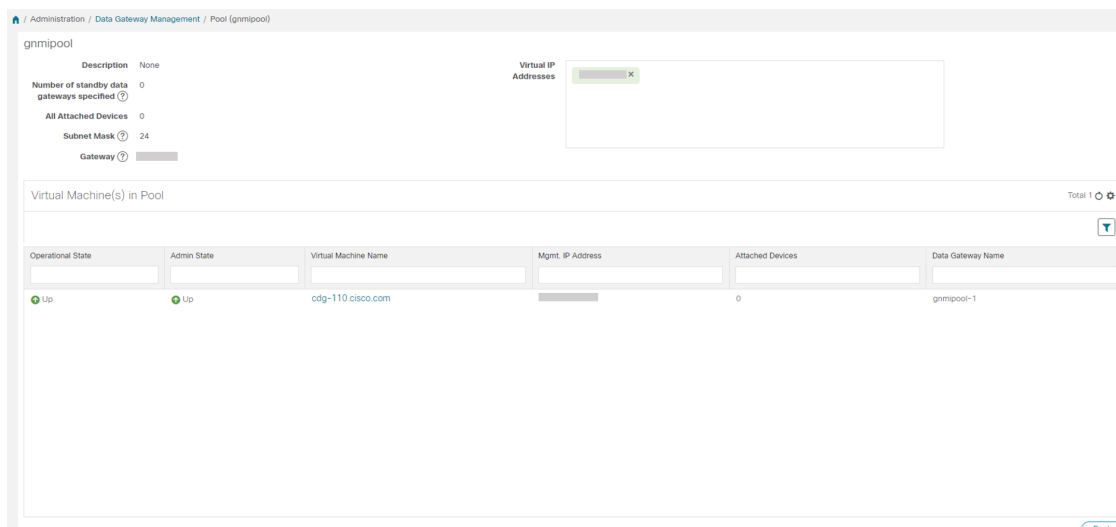 / Administration / Data Gateway Management / Pool (gnmipool)
gnmipool
Description None
Number of standby data gateways specified ? 0
All Attached Devices 0
Subnet Mask ? 24
Gateway ?
Virtual IP Addresses
×
Virtual Machine(s) in Pool
Total 1
Operational State Admin State Virtual Machine Name Mgmt. IP Address Attached Devices Data Gateway Name
Up Up cdg-110.cisco.com 0 gnmipool-1